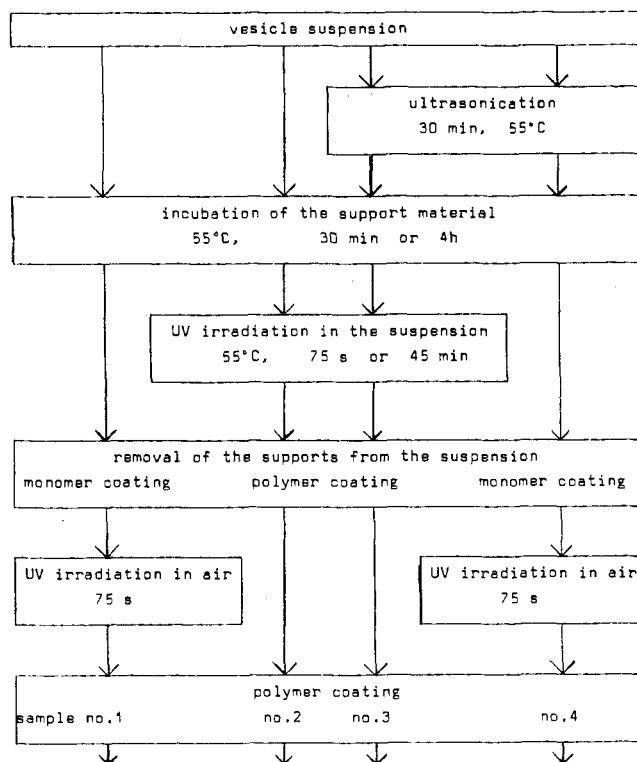 vesicle suspension
ultrasonication
30 min, 55°C
incubation of the support material
55°C, 30 min or 4h
UV irradiation in the suspension
55°C, 75 s or 45 min
removal of the supports from the suspension
monomer coating polymer coating monomer coating
UV irradiation in air UV irradiation in air
75 s 75 s
polymer coating
sample no.1 no.2 no.3 no.4